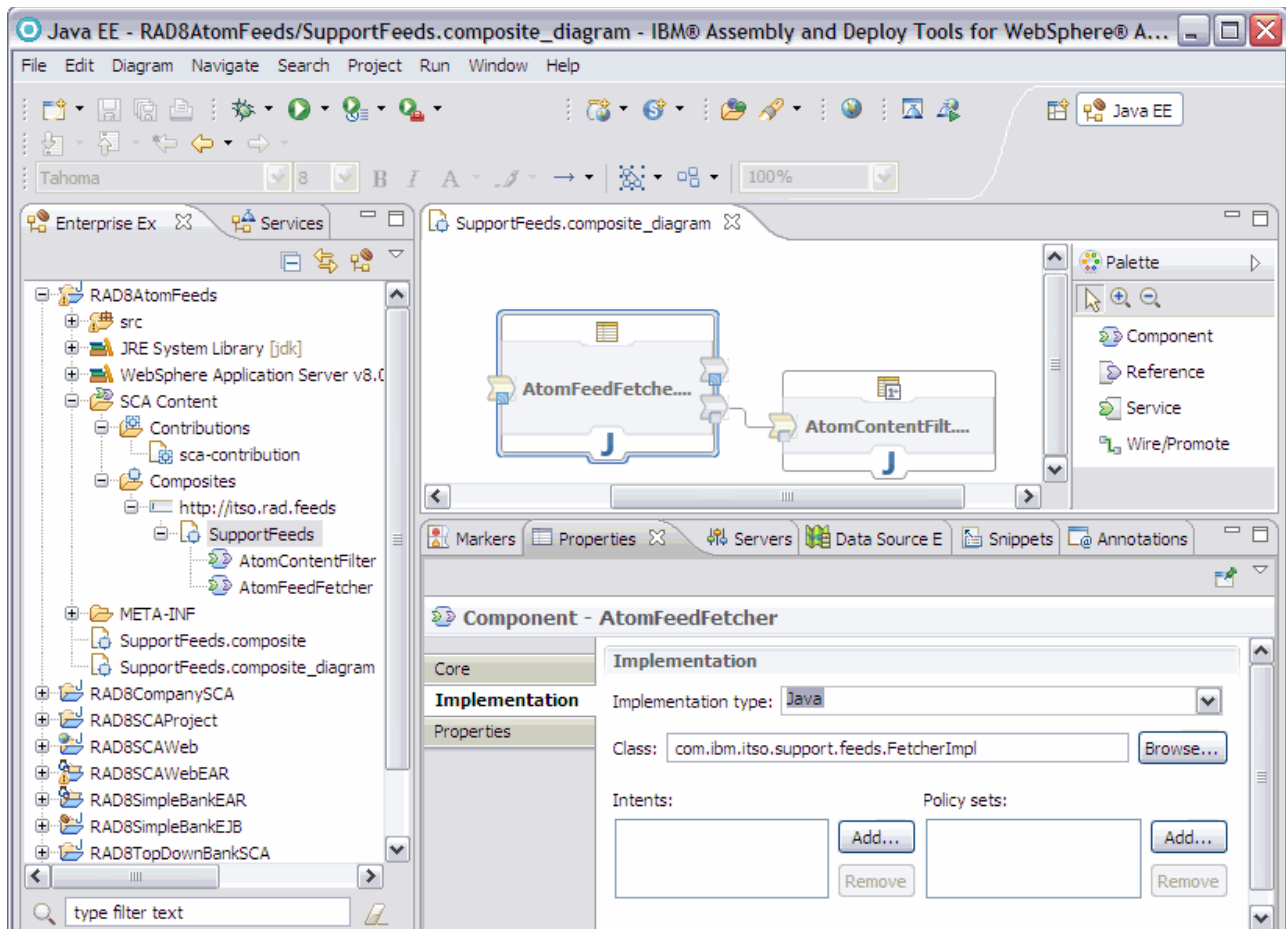 Java EE - RAD8AtomFeeds/SupportFeeds.composite_diagram - IBM® Assembly and Deploy Tools for WebSphere® A...
File Edit Diagram Navigate Search Project Run Window Help
Java EE
Tahoma 8 B I A 100%
Enterprise Ex Services
RAD8AtomFeeds
src
JRE System Library [jdk]
WebSphere Application Server v8.0
SCA Content
Contributions
sca-contribution
Composites
http://itso.rad.feeds
SupportFeeds
AtomContentFilter
AtomFeedFetcher
META-INF
SupportFeeds.composite
SupportFeeds.composite_diagram
RAD8CompanySCA
RAD8SCAProject
RAD8SCAWeb
RAD8SCAWebEAR
RAD8SimpleBankEAR
RAD8SimpleBankEJB
RAD8TopDownBankSCA
type filter text
SupportFeeds.composite_diagram
AtomFeedFetche....
J
AtomContentFilt....
J
Palette
Component
Reference
Service
Wire/Promote
Markers Properties Servers Data Source E Snippets Annotations
Component - AtomFeedFetcher
Core
Implementation
Properties
Implementation
Implementation type: Java
Class: com.ibm.itso.support.feeds.FetcherImpl Browse...
Intents: Policy sets:
Add... Add...
Remove Remove